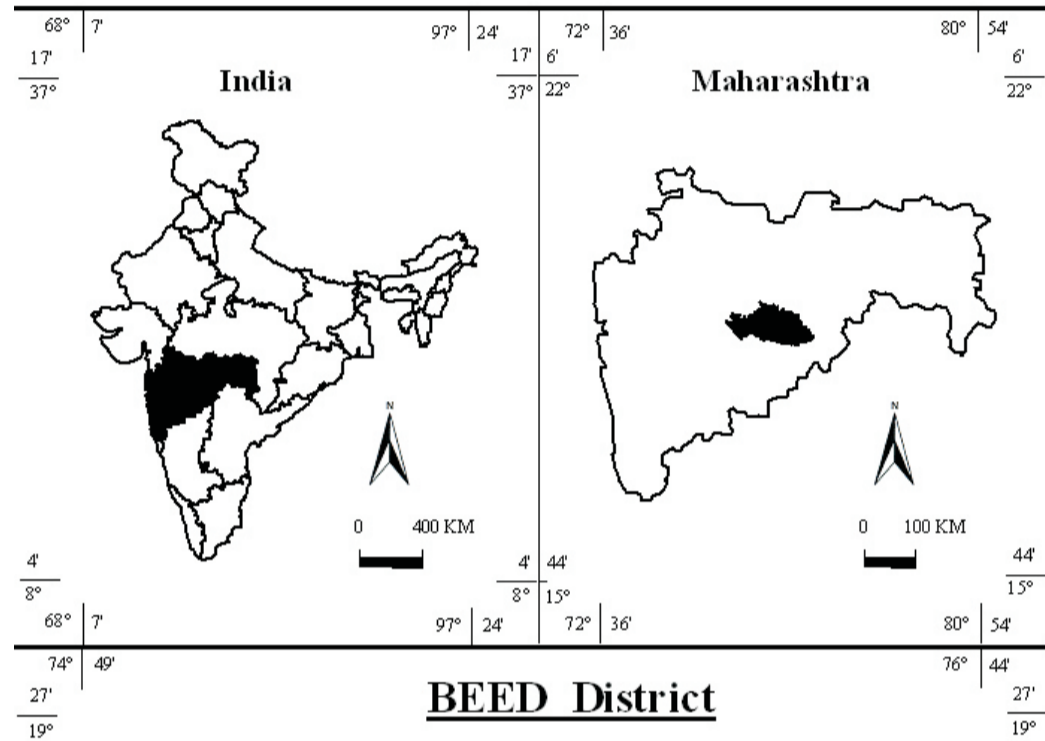 68° 7' 97° 24' 72° 36' 80° 54'
17' 17' 6' 6'
37° 37° 22° 22°
India Maharashtra
N N
0 400 KM 0 100 KM
4' 4' 44' 44'
8° 8° 15° 15°
68° 7' 97° 24' 72° 36' 80° 54'
74° 49' 76° 44'
27' 27'
19° 19°
BEED District